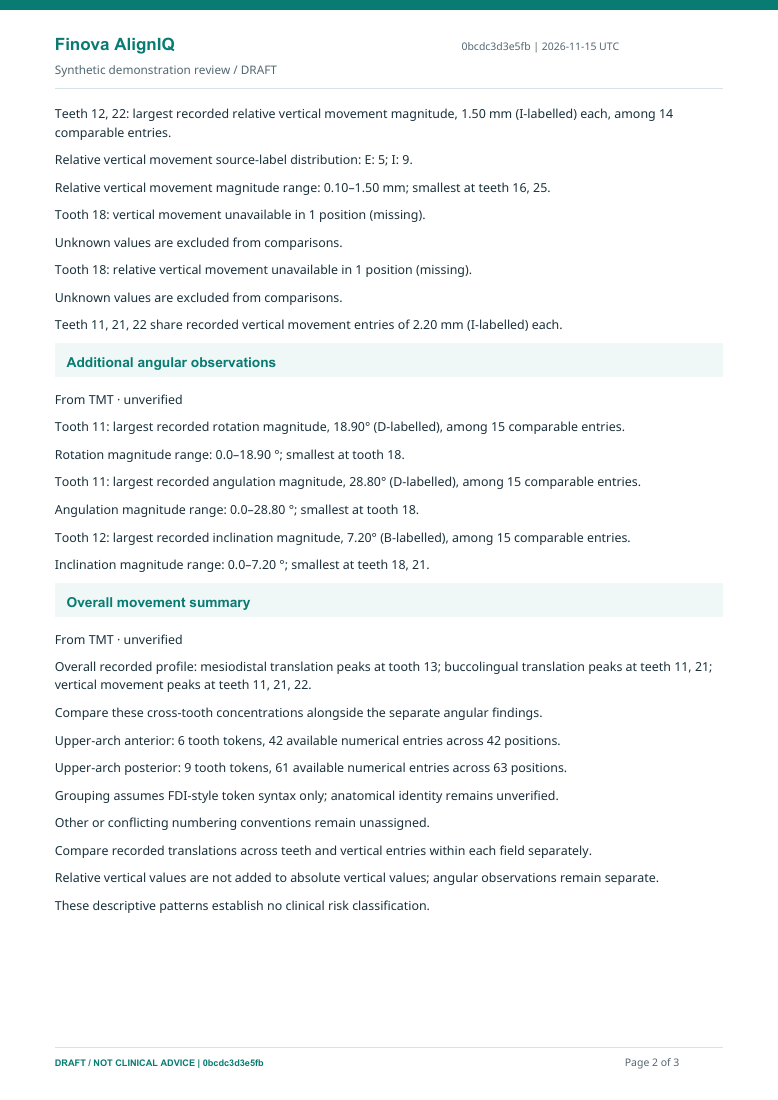 Finova AlignIQ
0bcdc3d3e5fb | 2026-11-15 UTC
Synthetic demonstration review / DRAFT
Teeth 12, 22: largest recorded relative vertical movement magnitude, 1.50 mm (I-labelled) each, among 14
comparable entries.
Relative vertical movement source-label distribution: E: 5; I: 9.
Relative vertical movement magnitude range: 0.10–1.50 mm; smallest at teeth 16, 25.
Tooth 18: vertical movement unavailable in 1 position (missing).
Unknown values are excluded from comparisons.
Tooth 18: relative vertical movement unavailable in 1 position (missing).
Unknown values are excluded from comparisons.
Teeth 11, 21, 22 share recorded vertical movement entries of 2.20 mm (I-labelled) each.
Additional angular observations
From TMT · unverified
Tooth 11: largest recorded rotation magnitude, 18.90° (D-labelled), among 15 comparable entries.
Rotation magnitude range: 0.0–18.90 °; smallest at tooth 18.
Tooth 11: largest recorded angulation magnitude, 28.80° (D-labelled), among 15 comparable entries.
Angulation magnitude range: 0.0–28.80 °; smallest at tooth 18.
Tooth 12: largest recorded inclination magnitude, 7.20° (B-labelled), among 15 comparable entries.
Inclination magnitude range: 0.0–7.20 °; smallest at teeth 18, 21.
Overall movement summary
From TMT · unverified
Overall recorded profile: mesiodistal translation peaks at tooth 13; buccolingual translation peaks at teeth 11, 21;
vertical movement peaks at teeth 11, 21, 22.
Compare these cross-tooth concentrations alongside the separate angular findings.
Upper-arch anterior: 6 tooth tokens, 42 available numerical entries across 42 positions.
Upper-arch posterior: 9 tooth tokens, 61 available numerical entries across 63 positions.
Grouping assumes FDI-style token syntax only; anatomical identity remains unverified.
Other or conflicting numbering conventions remain unassigned.
Compare recorded translations across teeth and vertical entries within each field separately.
Relative vertical values are not added to absolute vertical values; angular observations remain separate.
These descriptive patterns establish no clinical risk classification.
DRAFT / NOT CLINICAL ADVICE | 0bcdc3d3e5fb
Page 2 of 3